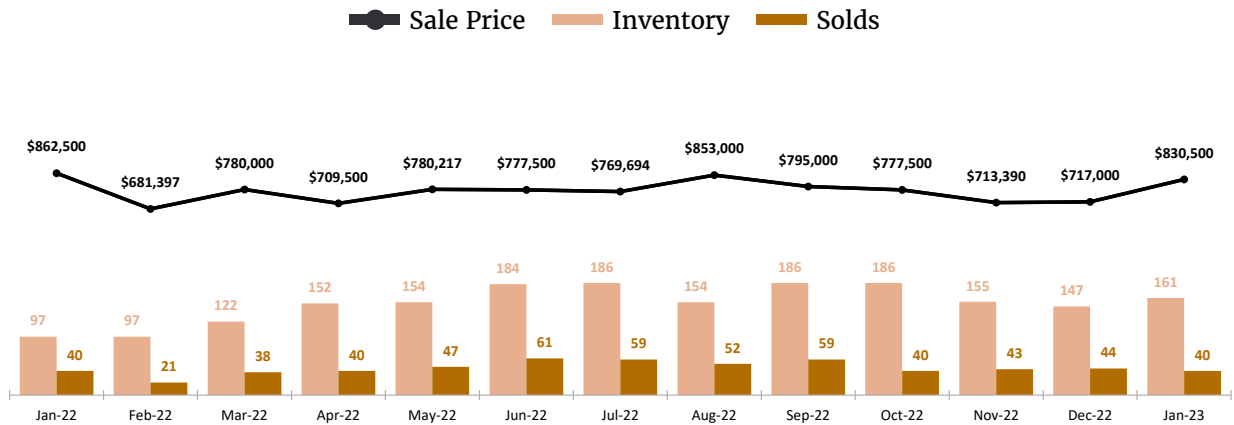 Sale Price Inventory Solds
$862,500 $681,397 $780,000 $709,500 $780,217 $777,500 $769,694 $853,000 $795,000 $777,500 $713,390 $717,000 $830,500
97 97 122 152 154 184 186 154 186 186 155 147 161
40 21 38 40 47 61 59 52 59 40 43 44 40
Jan-22 Feb-22 Mar-22 Apr-22 May-22 Jun-22 Jul-22 Aug-22 Sep-22 Oct-22 Nov-22 Dec-22 Jan-23